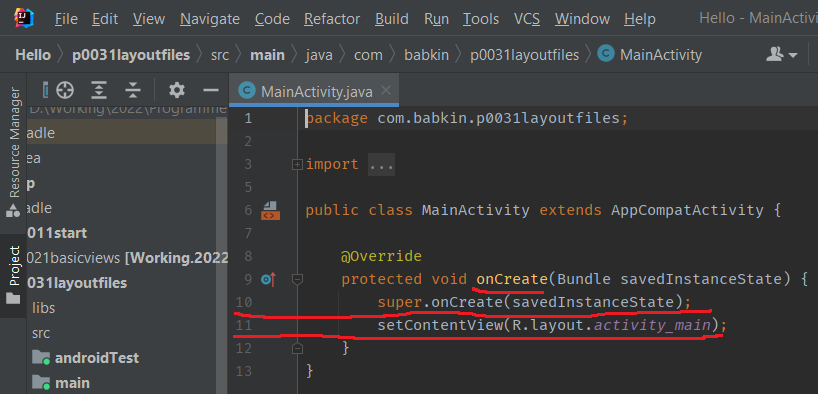 File Edit View Navigate Code Refactor Build Run Tools VCS Window Help Hello - MainActivi
Hello p0031layoutfiles src main java com babkin p0031layoutfiles MainActivity
Resource Manager
Project
D:\Working\2022\Programme
adle
ea
p
adle
011start
021basicviews [Working.2022
031layoutfiles
libs
src
androidTest
main
MainActivity.java
1 package com.babkin.p0031layoutfiles;
2
3 import ...
5
6 public class MainActivity extends AppCompatActivity {
7
8 @Override
9 protected void onCreate(Bundle savedInstanceState) {
10 super.onCreate(savedInstanceState);
11 setContentView(R.layout.activity_main);
12 }
13 }